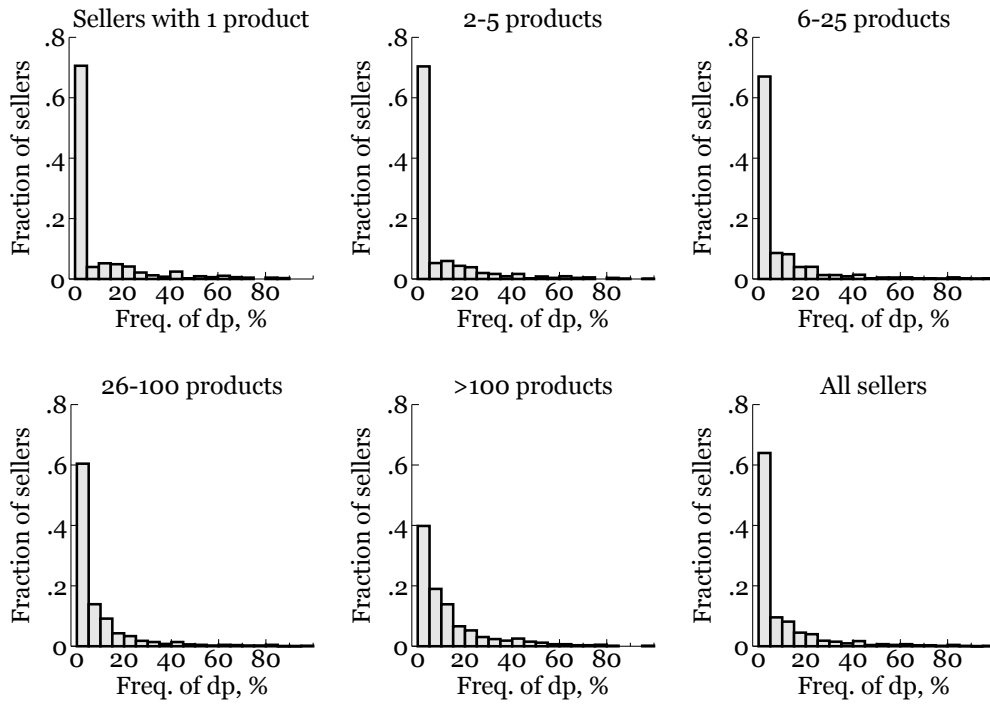 Sellers with 1 product
.8
.6
.4
.2
0
0 20 40 60 80
Fraction of sellers
Freq. of dp, %
2-5 products
.8
.6
.4
.2
0
0 20 40 60 80
Fraction of sellers
Freq. of dp, %
6-25 products
.8
.6
.4
.2
0
0 20 40 60 80
Fraction of sellers
Freq. of dp, %
26-100 products
.8
.6
.4
.2
0
0 20 40 60 80
Fraction of sellers
Freq. of dp, %
>100 products
.8
.6
.4
.2
0
0 20 40 60 80
Fraction of sellers
Freq. of dp, %
All sellers
.8
.6
.4
.2
0
0 20 40 60 80
Fraction of sellers
Freq. of dp, %